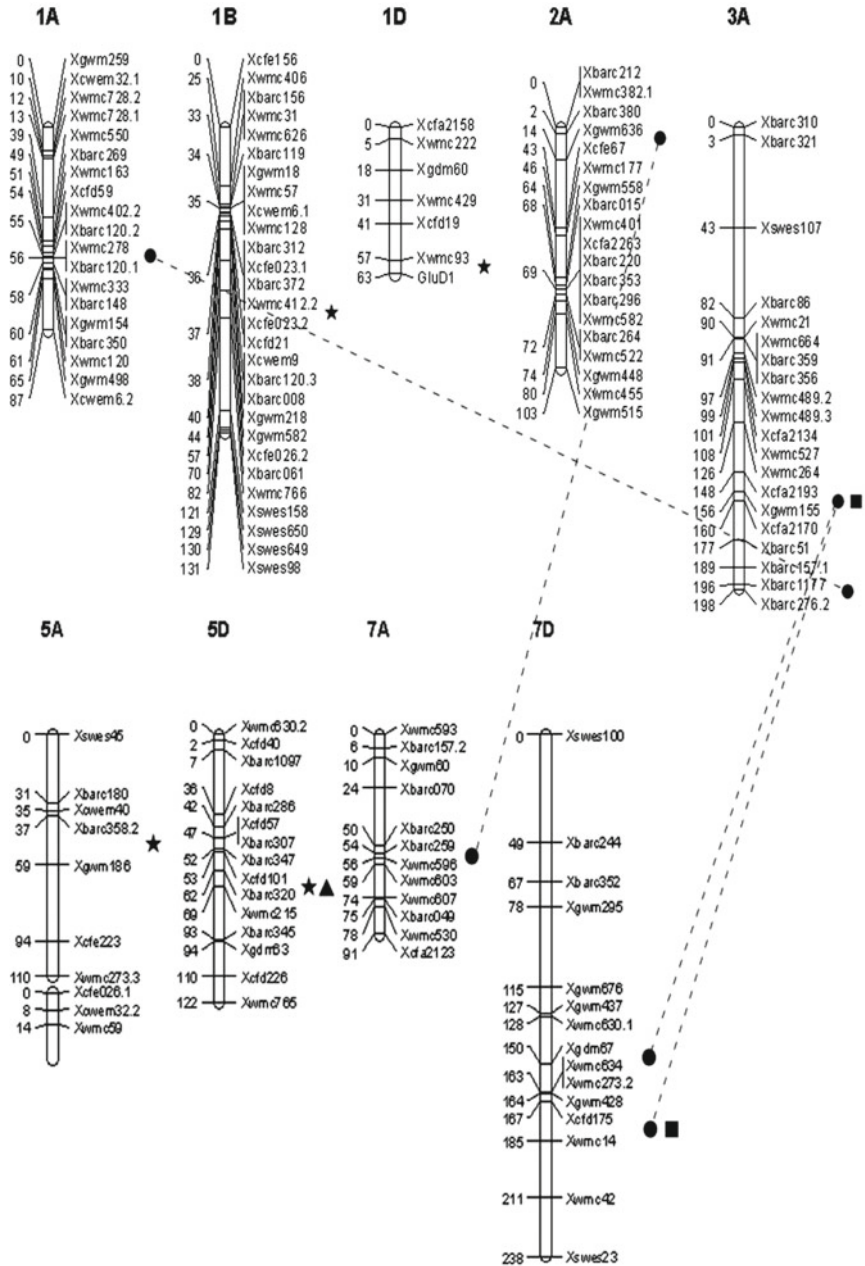 1A
0 Xgwm259
10 Xcwem32.1
12 Xwmc728.2
13 Xwmc728.1
39 Xwmc550
49 Xbarc269
51 Xwmc163
54 Xcfd59
Xwmc402.2
55
Xbarc120.2
Xwmc278
56
Xbarc120.1
Xwmc333
58
Xbarc148
Xgwm154
60
Xbarc350
61 Xwmc120
65 Xgwm498
87 Xcwem6.2
1B
0 Xcfe156
25 Xwmc406
Xbarc156
33 Xwmc31
Xwmc626
34 Xbarc119
Xgwm18
Xwmc57
35 Xcwem6.1
Xwmc128
Xbarc312
Xcfe023.1
36 Xbarc372
Xwmc412.2
Xcfe023.2
37 Xcfd21
Xcwem9
38 Xbarc120.3
Xbarc008
40 Xgwm218
44 Xgwm582
57 Xcfe026.2
70 Xbarc061
82 Xwmc766
121 Xswes158
129 Xswes650
130 Xswes649
131 Xswes98
1D
0 Xcfa2158
5 Xwmc222
18 Xgdm60
31 Xwmc429
41 Xcfd19
57 Xwmc93
63 GluD1
2A
Xbarc212
0
Xwmc382.1
2 Xbarc380
14 Xgwm636
43 Xcfe67
46 Xwmc177
64 Xgwm558
68 Xbarc015
Xwmc401
Xcfa2263
Xbarc220
69
Xbarc353
Xbarc296
Xwmc582
Xbarc264
72
Xwmc522
74 Xgwm448
80 Xwmc455
103 Xgwm515
3A
0 Xbarc310
3 Xbarc321
43 Xswes107
82 Xbarc86
90 Xwmc21
Xwmc664
91 Xbarc359
Xbarc356
97 Xwmc489.2
99 Xwmc489.3
101 Xcfa2134
108 Xwmc527
126 Xwmc264
148 Xcfa2193
156 Xgwm155
160 Xcfa2170
177 Xbarc51
189 Xbarc157.1
196 Xbarc1177
198 Xbarc276.2
5A
0 Xswes45
31 Xbarc180
35 Xcwem40
37 Xbarc358.2
59 Xgwm186
94 Xcfe223
110 Xwmc273.3
0 Xcfe026.1
8 Xcwem32.2
14 Xwmc59
5D
0 Xwmc630.2
2 Xcfd40
7 Xbarc1097
36 Xcfd8
42 Xbarc286
Xcfd57
47
Xbarc307
52 Xbarc347
53 Xcfd101
62 Xbarc320
69 Xwmc215
93 Xbarc345
94 Xgdm63
110 Xcfd226
122 Xwmc765
7A
0 Xwmc593
6 Xbarc157.2
10 Xgwm60
24 Xbarc070
50 Xbarc250
54 Xbarc259
56 Xwmc596
59 Xwmc603
74 Xwmc607
75 Xbarc049
78 Xwmc530
91 Xcfa2123
7D
0 Xswes100
49 Xbarc244
67 Xbarc352
78 Xgwm295
115 Xgwm676
127 Xgwm437
128 Xwmc630.1
150 Xgdm67
Xwmc634
163
Xwmc273.2
164 Xgwm428
167 Xcfd175
185 Xwmc14
211 Xwmc42
238 Xswes23